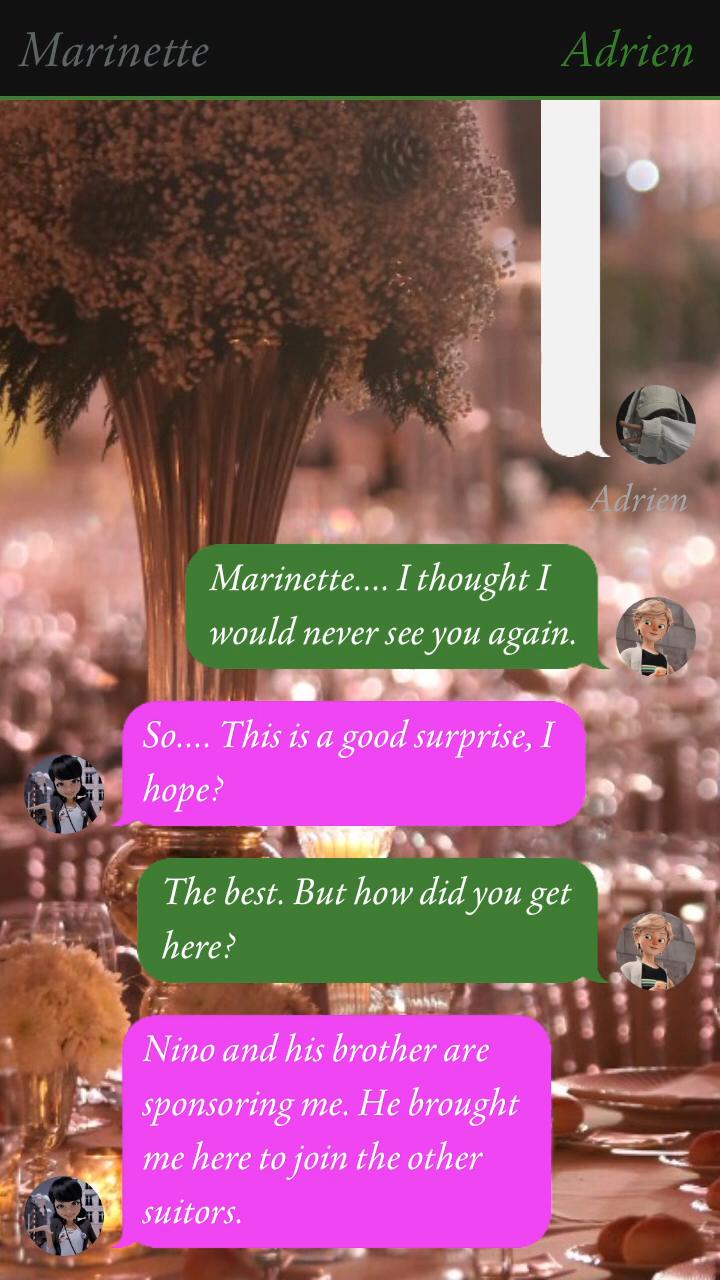 Marinette
Adrien
Adrien
Marinette.... I thought I
would never see you again.
So.... This is a good surprise, I
hope?
The best. But how did you get
here?
Nino and his brother are
sponsoring me. He brought
me here to join the other
suitors.